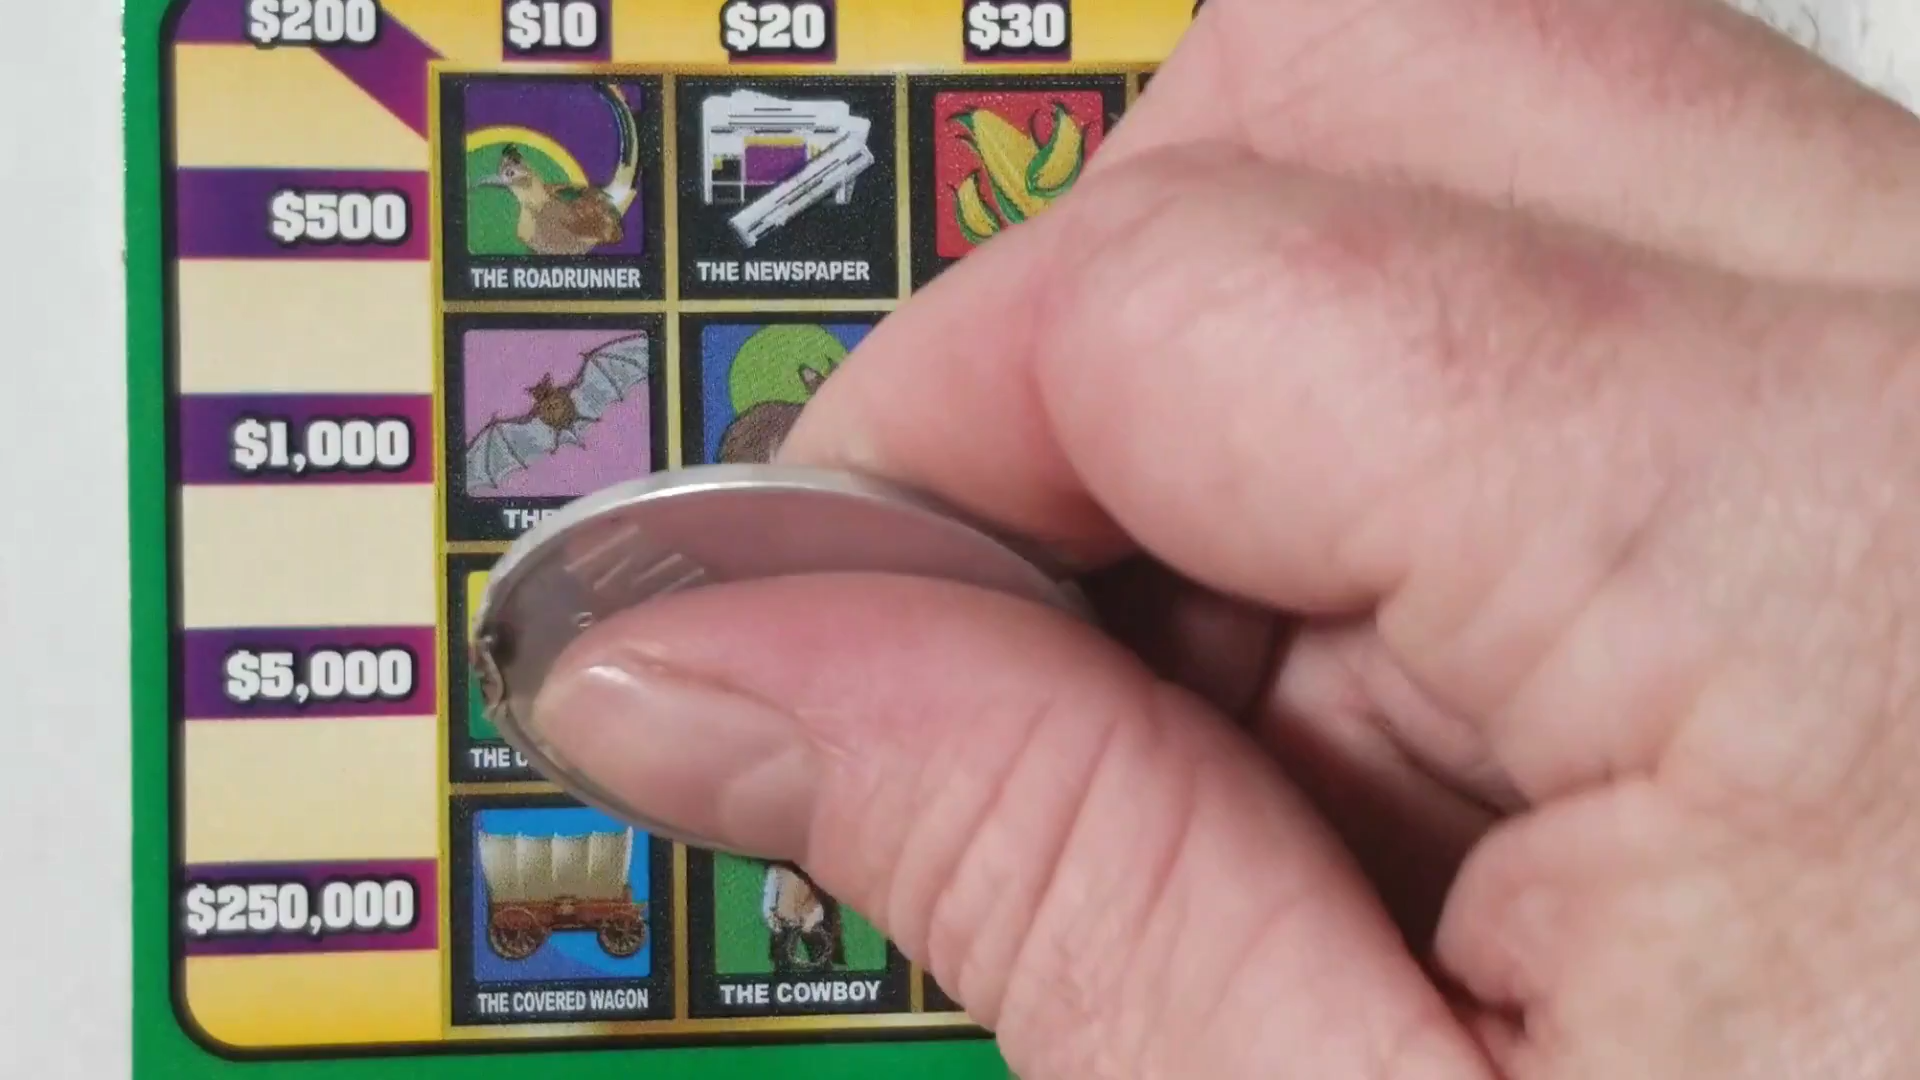 $200 $10 $20 $30
$500
THE ROADRUNNER THE NEWSPAPER
$1,000
$5,000
THE
$250,000
THE COVERED WAGON THE COWBOY